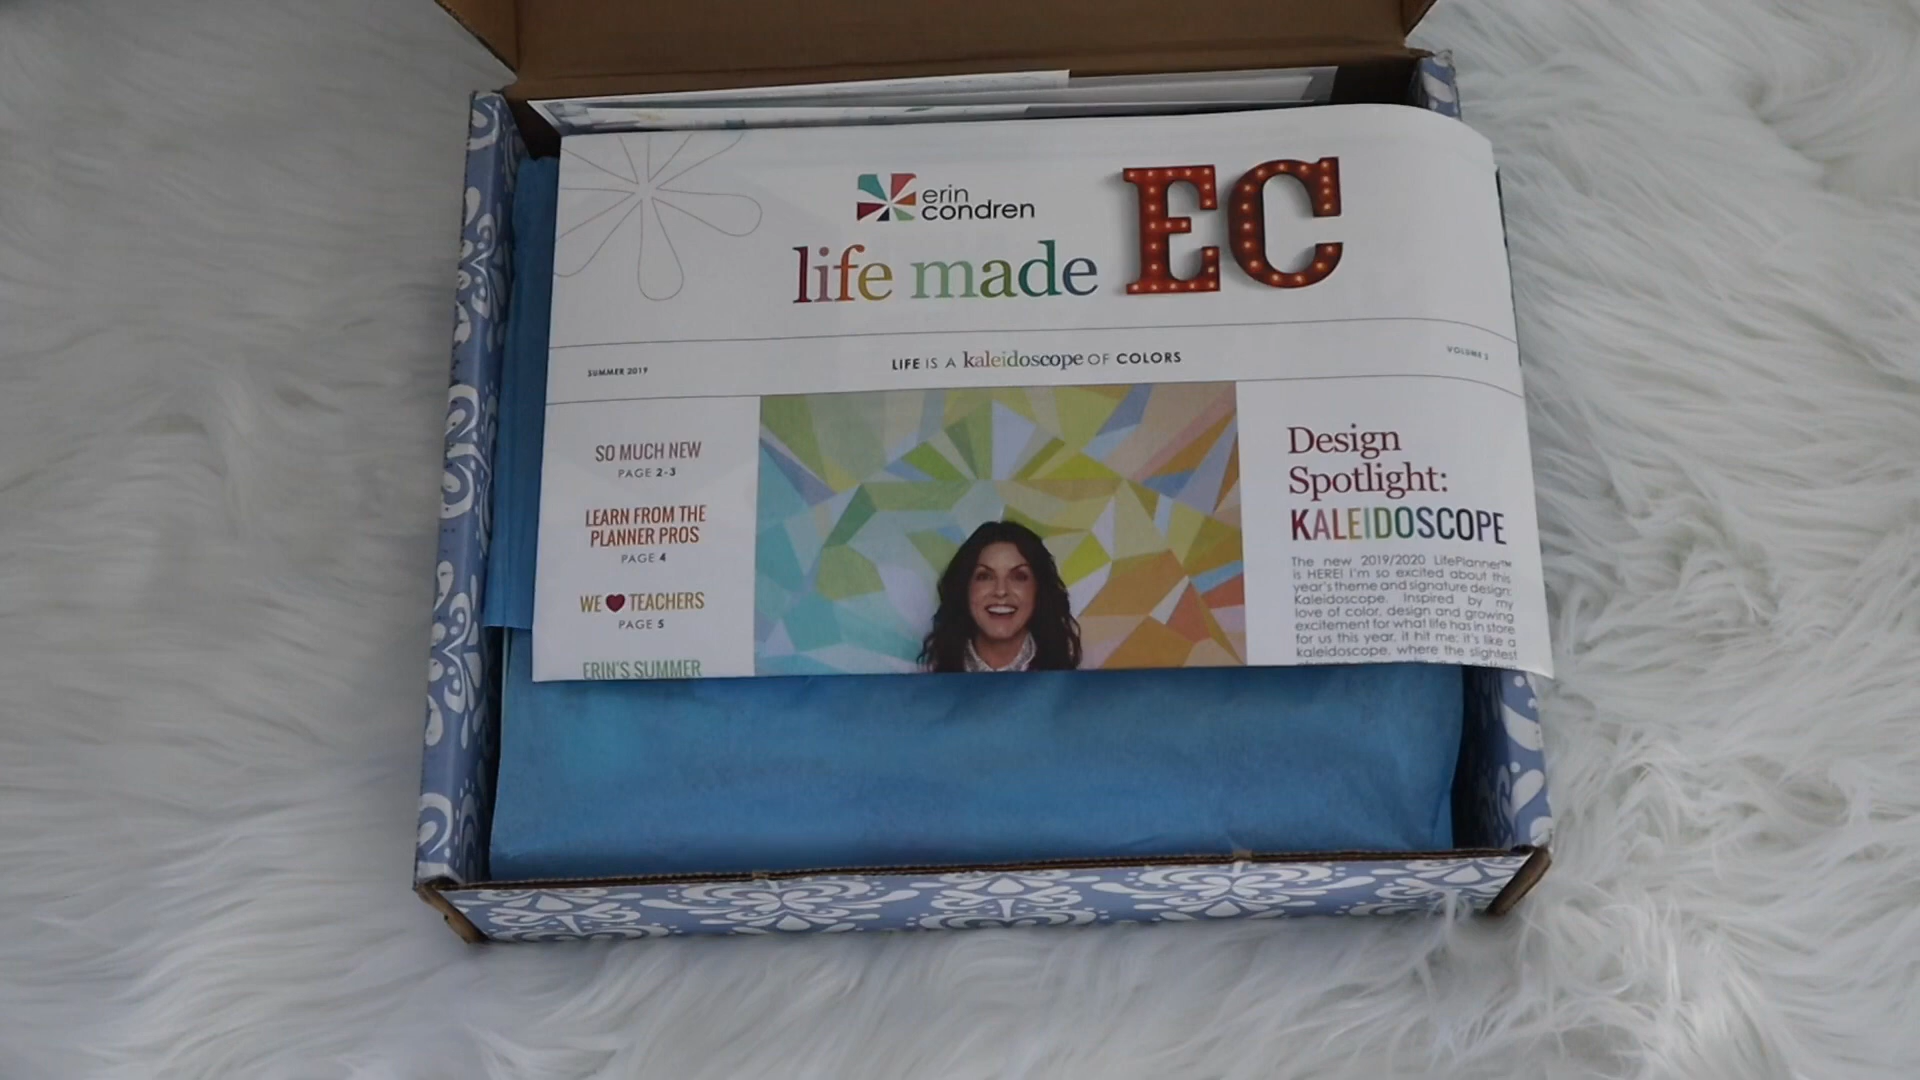 erin
condren
life made EC
SUMMER 2019
LIFE IS A kaleidoscope OF COLORS
VOLUME
SO MUCH NEW
PAGE 2-3
LEARN FROM THE
PLANNER PROS
PAGE 4
WE ❤ TEACHERS
PAGE 5
ERIN'S SUMMER
Design
Spotlight:
KALEIDOSCOPE
The new 2019/2020 LifePlanner™
is HERE! I'm so excited about this
year's theme and signature design:
Kaleidoscope. Inspired by my
love of color, design and growing
excitement for what life has in store
for us this year, it hit me: it's like a
kaleidoscope, where the slightest